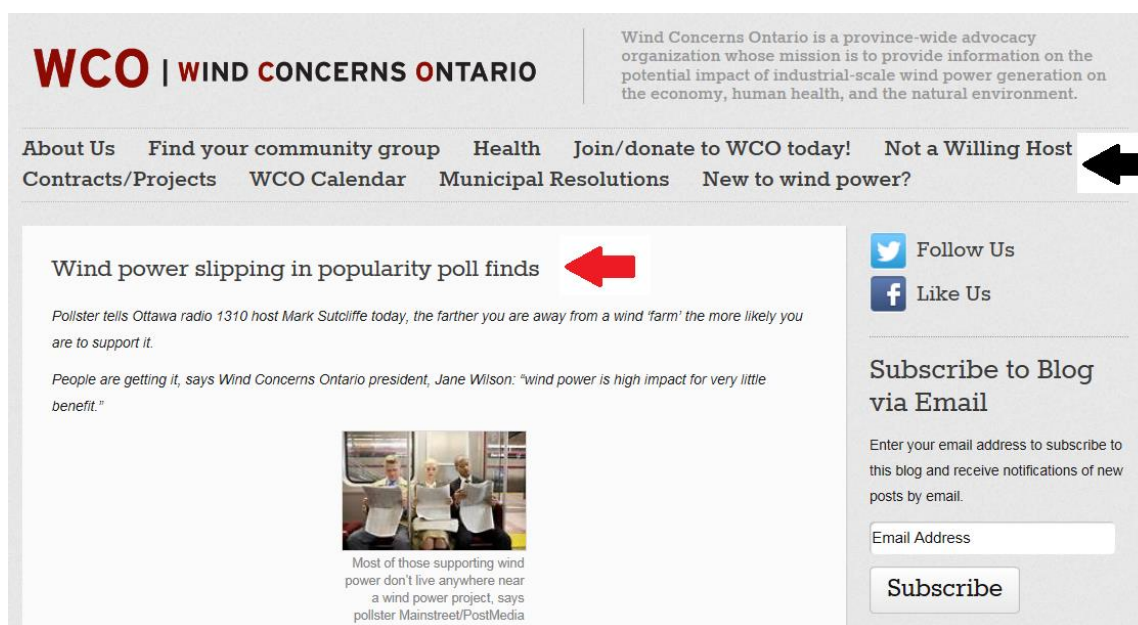 WCO | WIND CONCERNS ONTARIO
Wind Concerns Ontario is a province-wide advocacy
organization whose mission is to provide information on the
potential impact of industrial-scale wind power generation on
the economy, human health, and the natural environment.
About Us Find your community group Health Join/donate to WCO today! Not a Willing Host
Contracts/Projects WCO Calendar Municipal Resolutions New to wind power?
Wind power slipping in popularity poll finds
Pollster tells Ottawa radio 1310 host Mark Sutcliffe today, the farther you are away from a wind ‘farm’ the more likely you
are to support it.
People are getting it, says Wind Concerns Ontario president, Jane Wilson: “wind power is high impact for very little
benefit.”
Most of those supporting wind
power don’t live anywhere near
a wind power project, says
pollster Mainstreet/PostMedia
Follow Us
Like Us
Subscribe to Blog
via Email
Enter your email address to subscribe to
this blog and receive notifications of new
posts by email.
Email Address
Subscribe